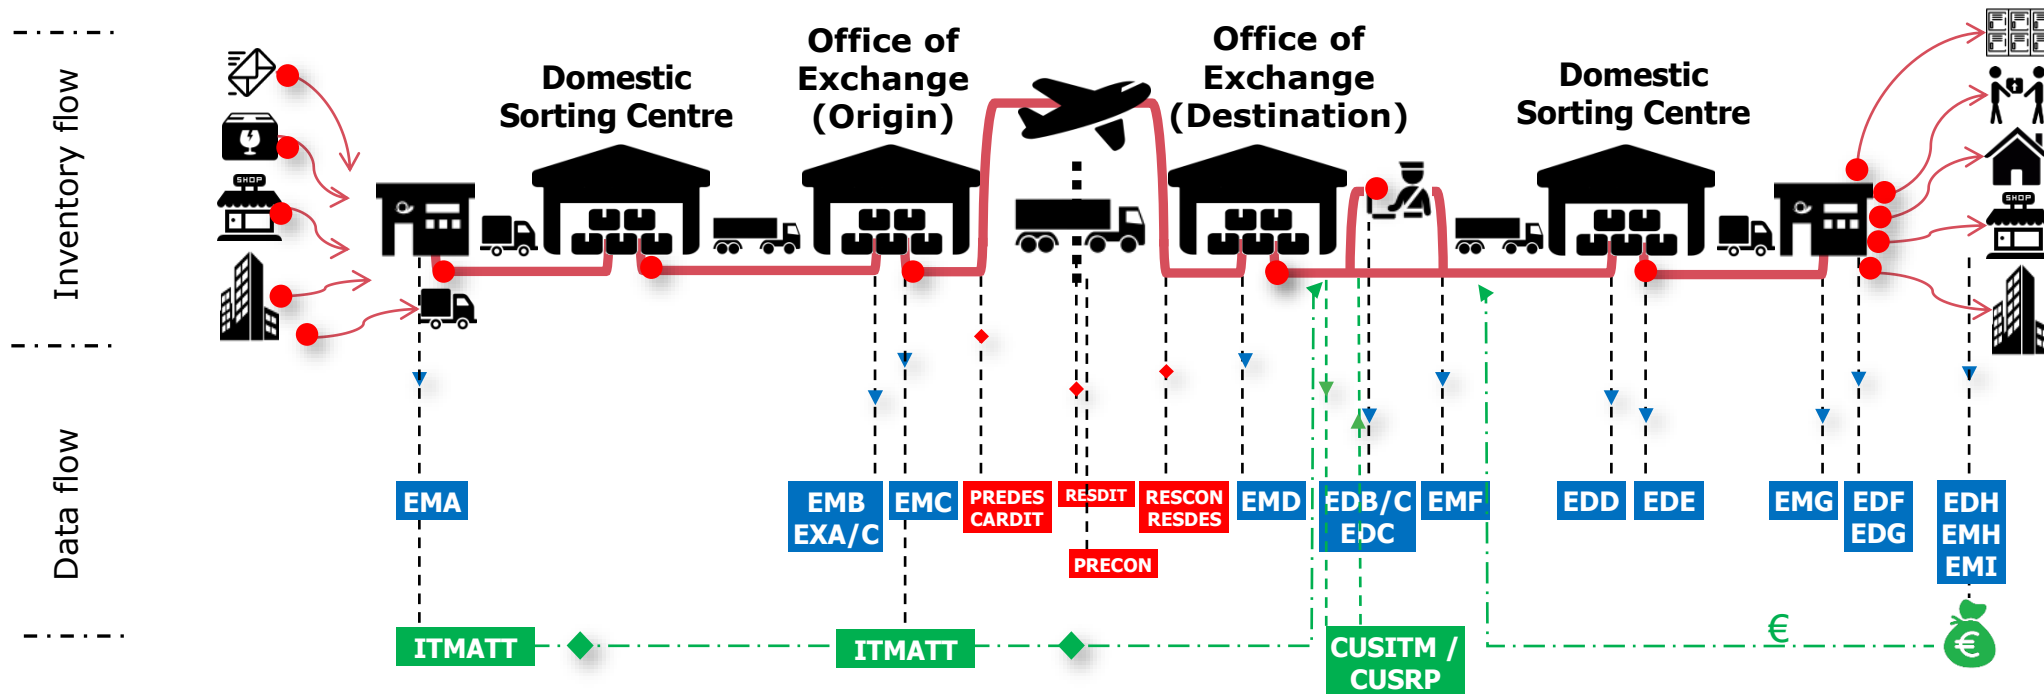 Inventory flow
Data flow
Domestic
Sorting Centre
Office of
Exchange
(Origin)
Office of
Exchange
(Destination)
Domestic
Sorting Centre
SHOP
SHOP
EMA
EMB
EXA/C
EMC
PREDES
CARDIT
RESDIT
PRECON
RESCON
RESDES
EMD
EDB/C
EDC
EMF
EDD
EDE
EMG
EDF
EDG
EDH
EMH
EMI
ITMATT
ITMATT
CUSITM /
CUSRP
€
€